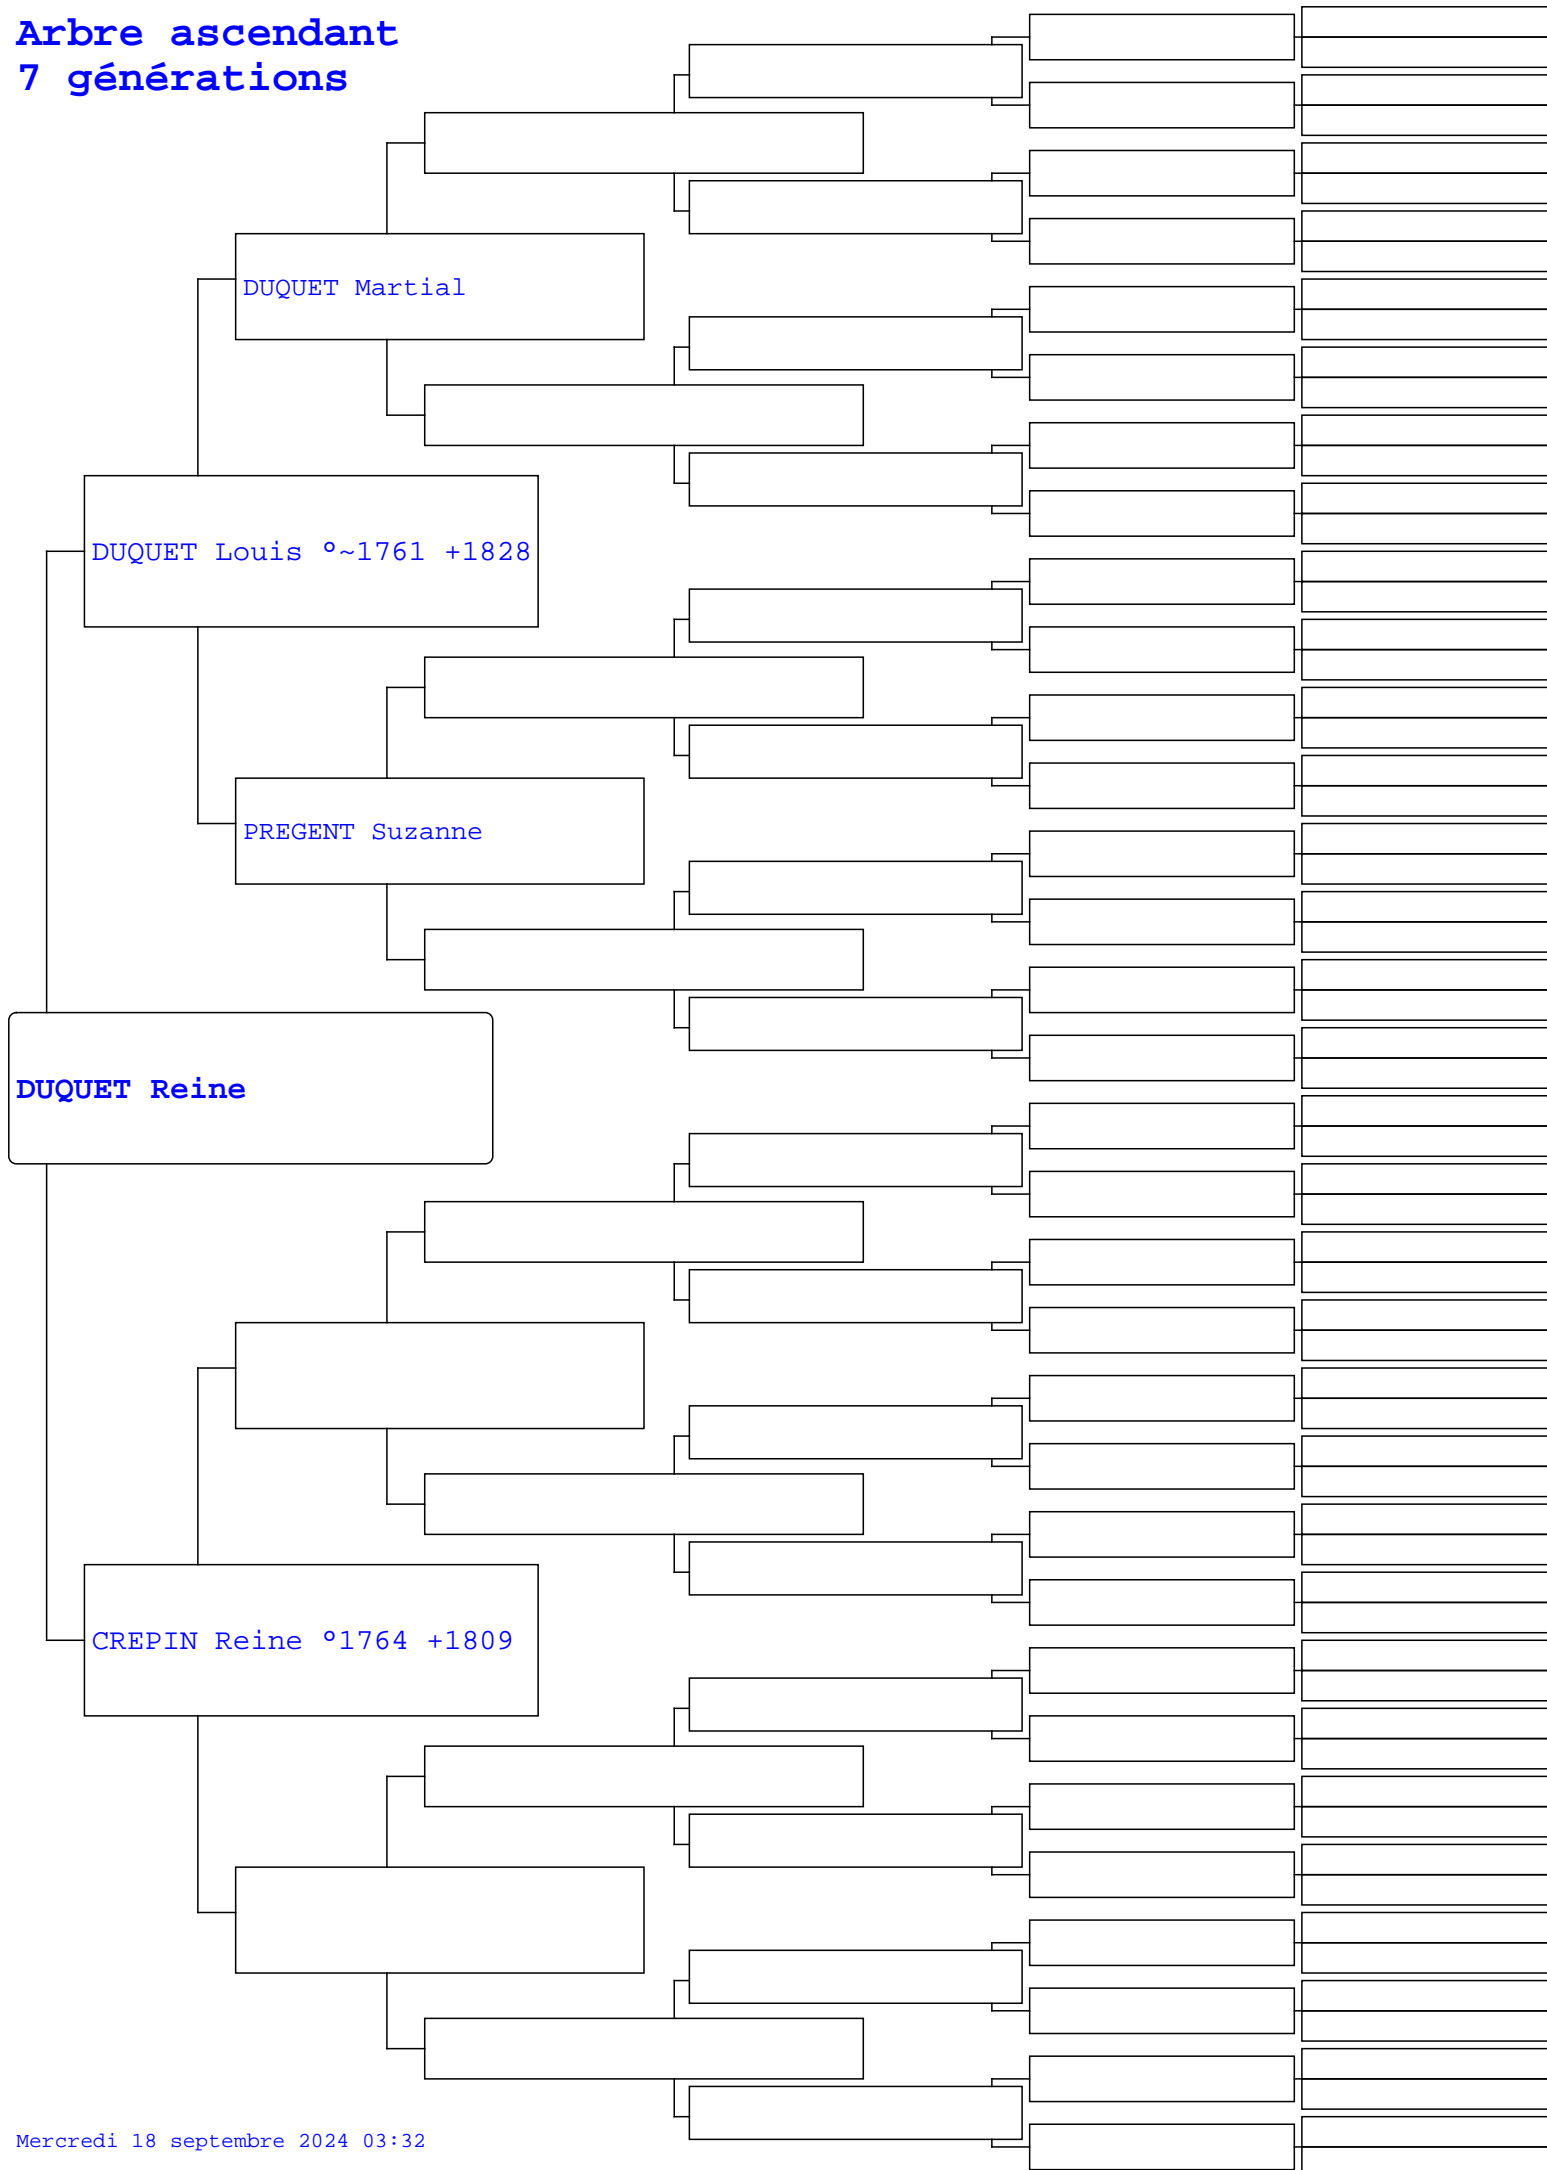 Arbre ascendant
7 générations
DUQUET Martial
DUQUET Louis °~1761 +1828
PREGENT Suzanne
DUQUET Reine
CREPIN Reine °1764 +1809
Mercredi 18 septembre 2024 03:32